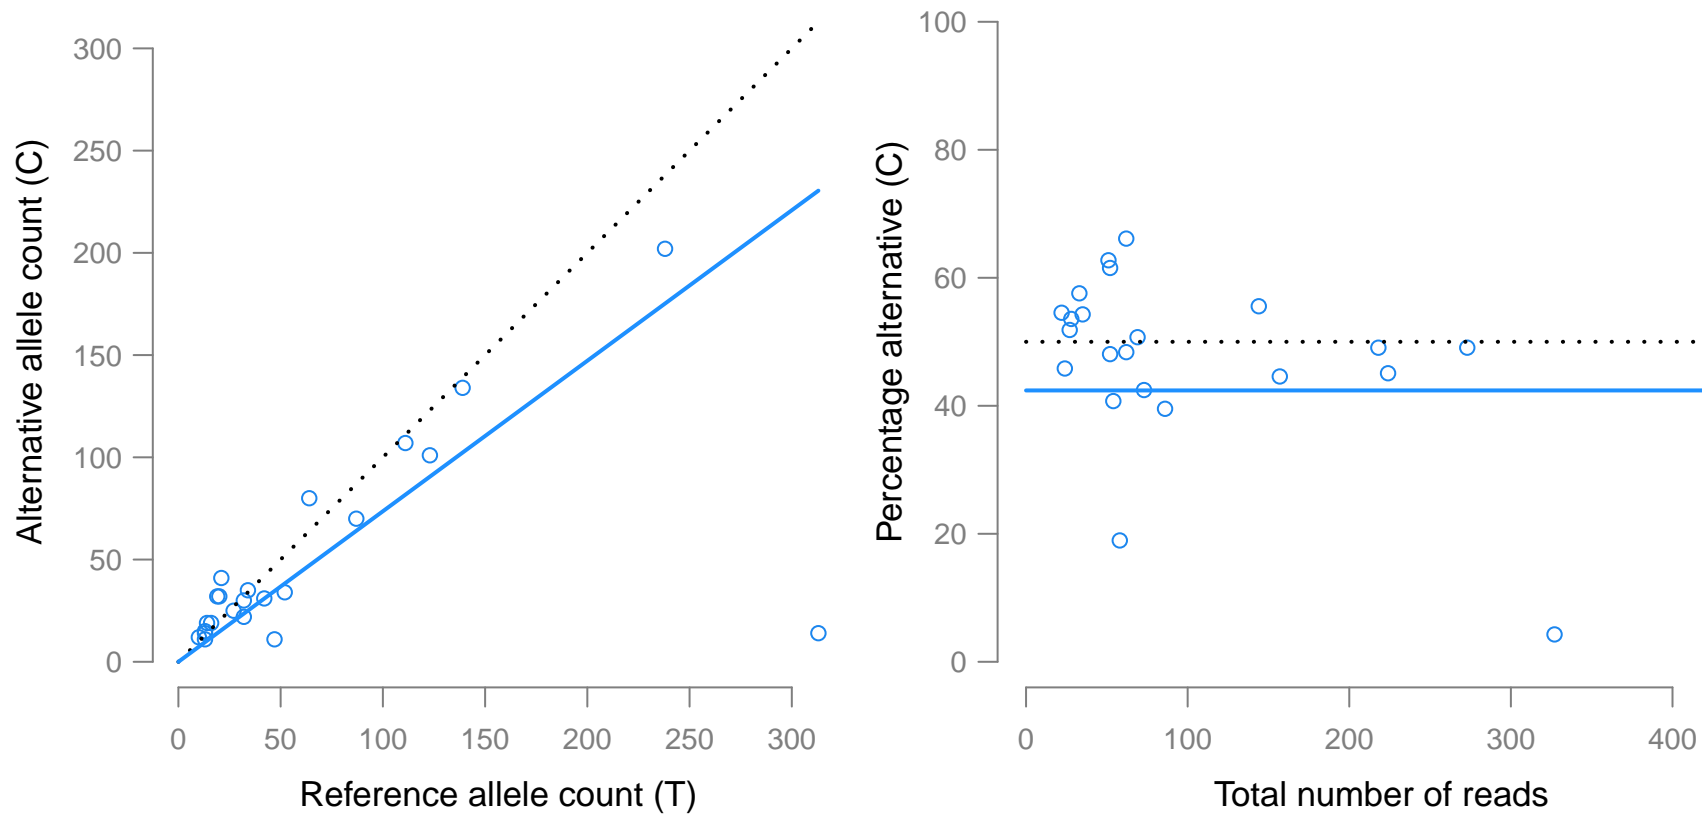 300
250
200
150
100
50
0
Alternative allele count (C)
0 50 100 150 200 250 300
Reference allele count (T)
100
80
60
40
20
0
Percentage alternative (C)
0 100 200 300 400
Total number of reads